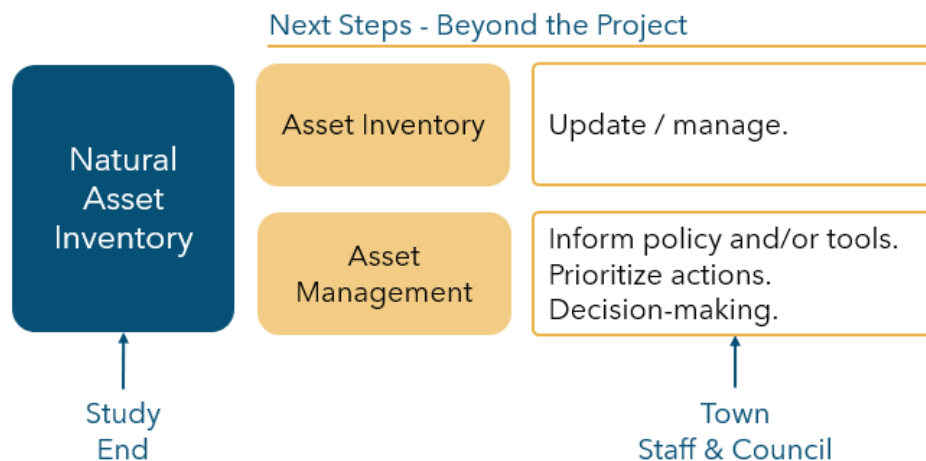 Next Steps - Beyond the Project
Natural
Asset
Inventory
Asset Inventory
Update / manage.
Asset
Management
Inform policy and/or tools.
Prioritize actions.
Decision-making.
Study
End
Town
Staff & Council